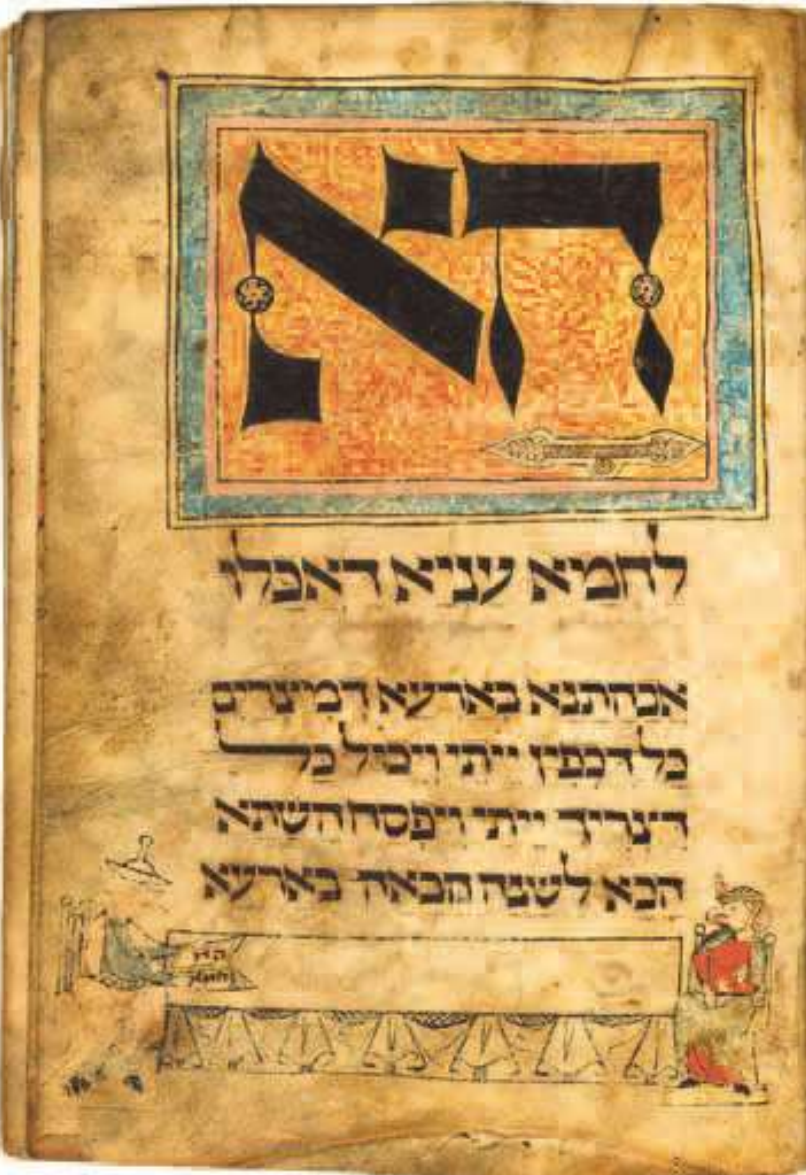 הא
לחמא עניא דאכלו
אבהתנא בארעא דמצרים
כל דכפין ייתי ויכול כל
דצריך ייתי ויפסח השתא
הכא לשנה הבאה בארעא